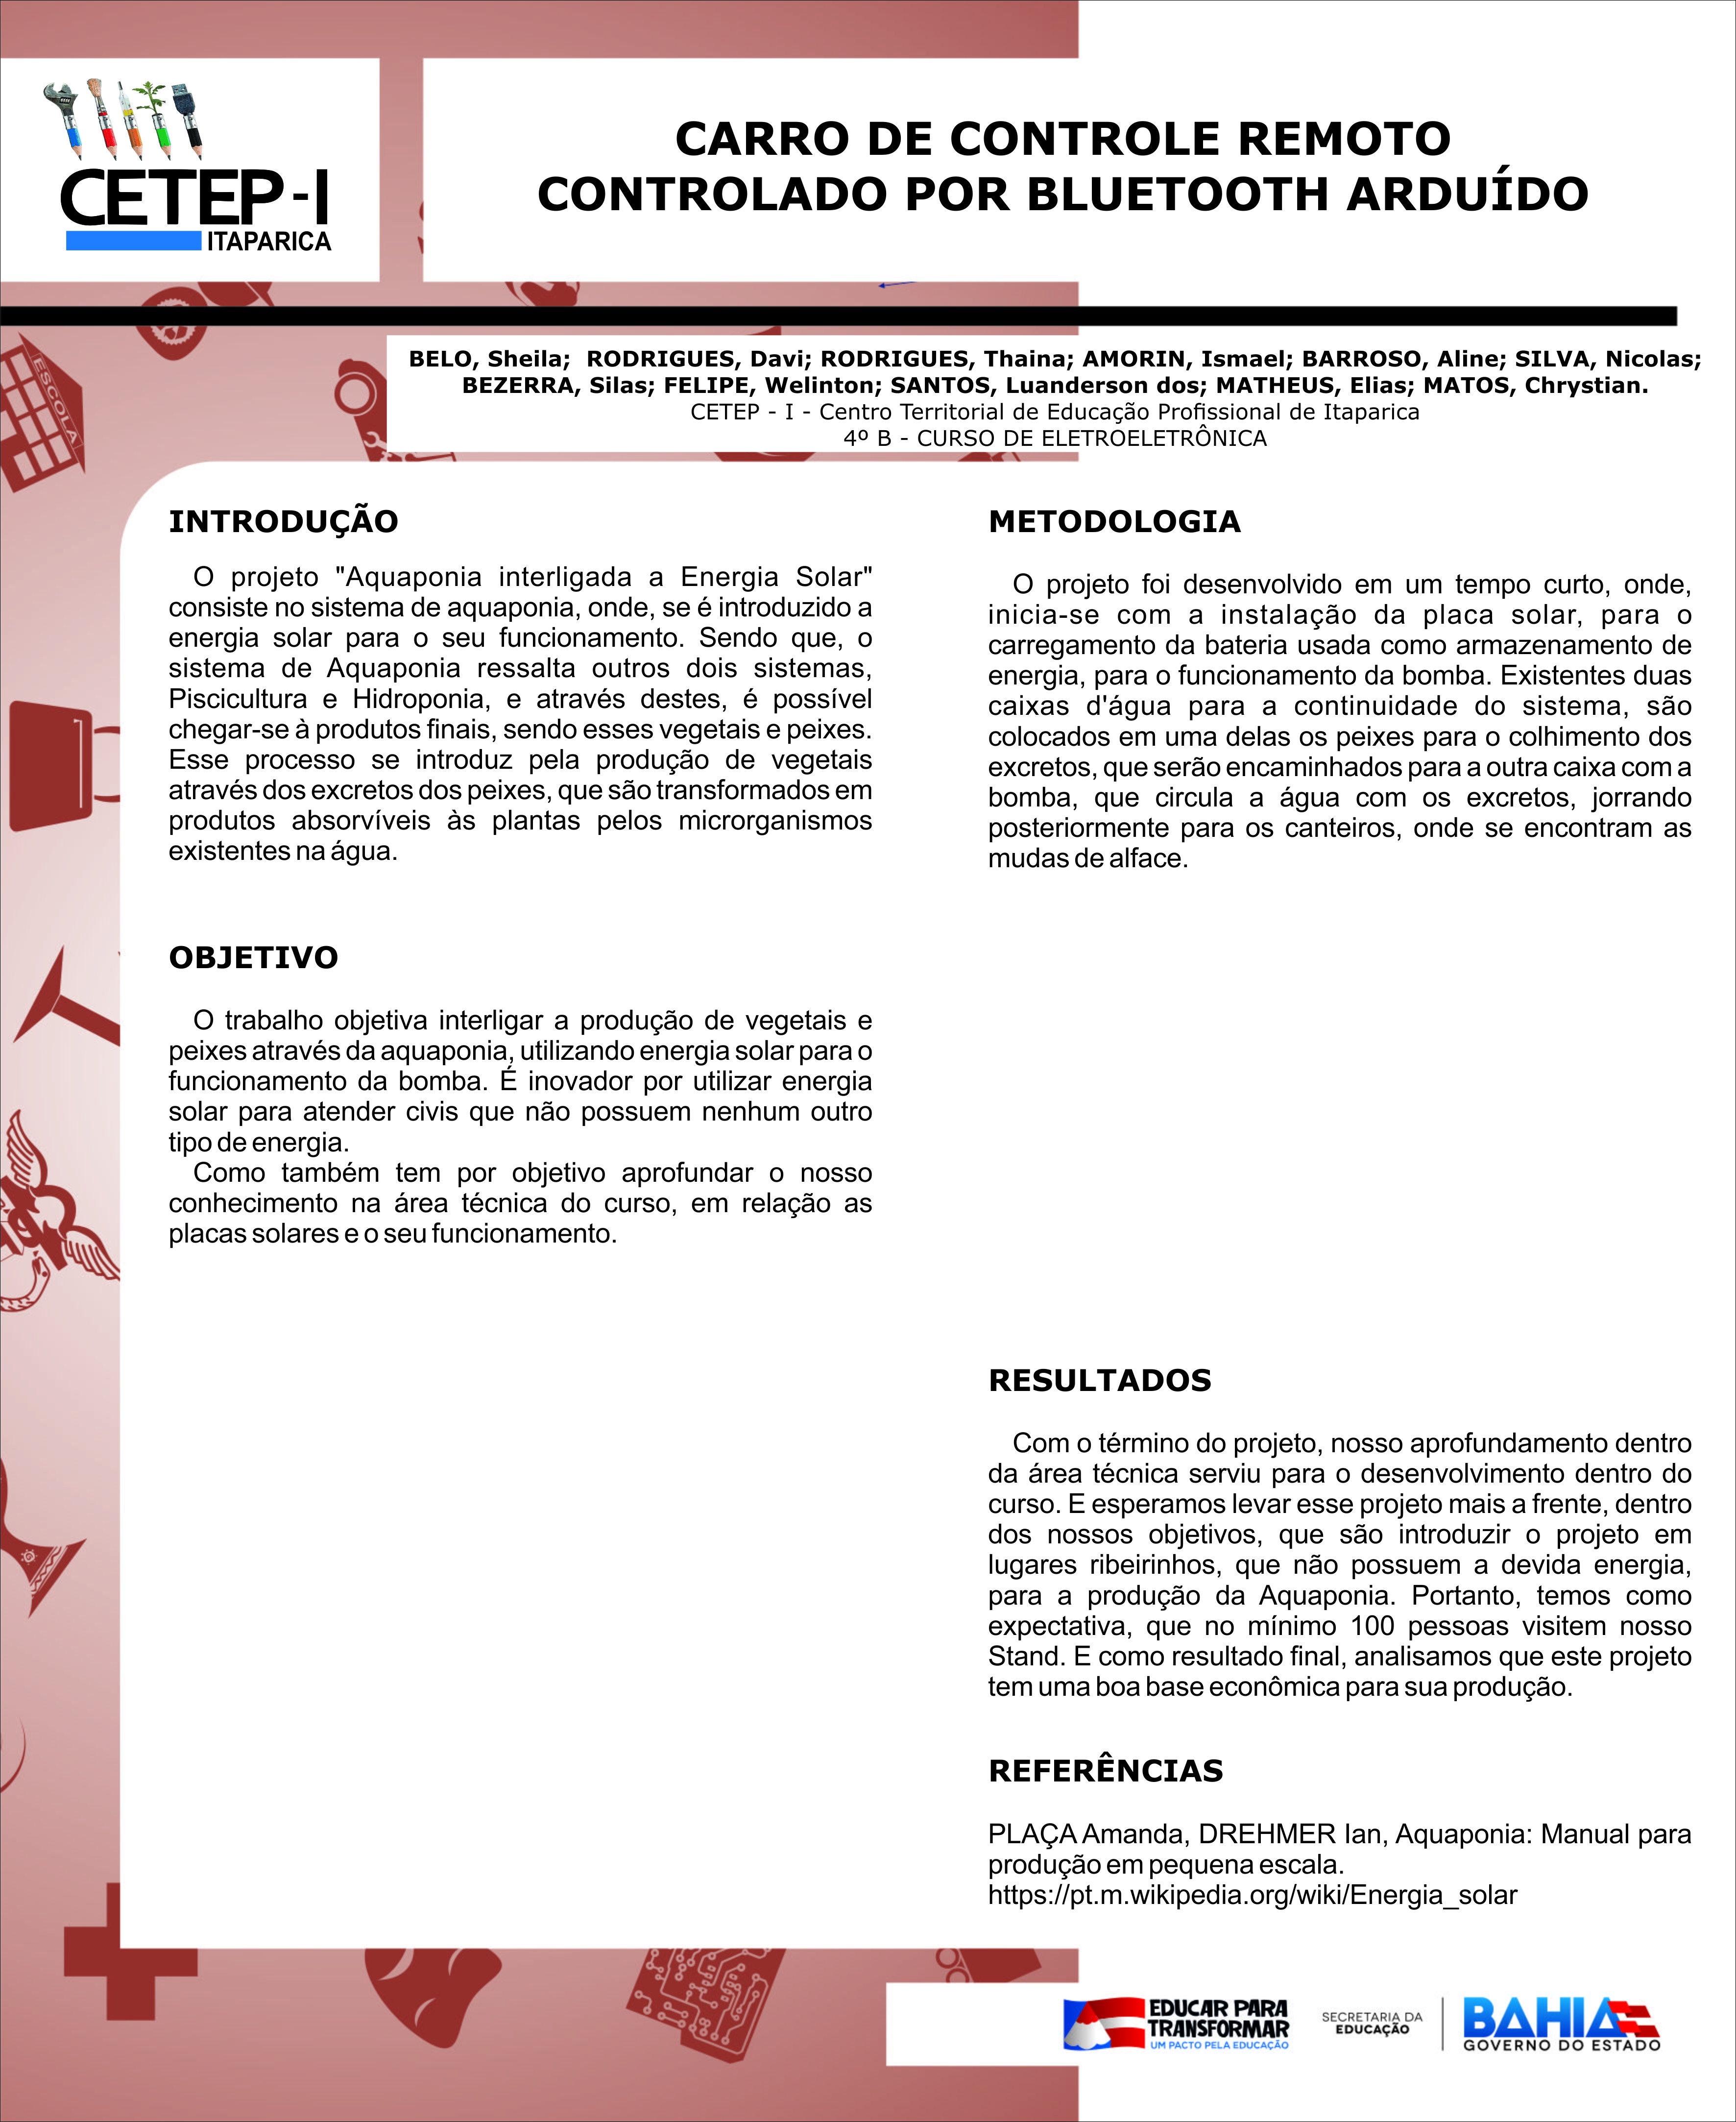 CETEP-I
ITAPARICA
CARRO DE CONTROLE REMOTO
CONTROLADO POR BLUETOOTH ARDUÍDO
BELO, Sheila;  RODRIGUES, Davi; RODRIGUES, Thaina; AMORIN, Ismael; BARROSO, Aline; SILVA, Nicolas;
BEZERRA, Silas; FELIPE, Welinton; SANTOS, Luanderson dos; MATHEUS, Elias; MATOS, Chrystian.
CETEP - I - Centro Territorial de Educação Profissional de Itaparica
4º B - CURSO DE ELETROELETRÔNICA
ESCOLA
INTRODUÇÃO
O projeto "Aquaponia interligada a Energia Solar"
consiste no sistema de aquaponia, onde, se é introduzido a
energia solar para o seu funcionamento. Sendo que, o
sistema de Aquaponia ressalta outros dois sistemas,
Piscicultura e Hidroponia, e através destes, é possível
chegar-se à produtos finais, sendo esses vegetais e peixes.
Esse processo se introduz pela produção de vegetais
através dos excretos dos peixes, que são transformados em
produtos absorvíveis às plantas pelos microrganismos
existentes na água.
OBJETIVO
O trabalho objetiva interligar a produção de vegetais e
peixes através da aquaponia, utilizando energia solar para o
funcionamento da bomba. É inovador por utilizar energia
solar para atender civis que não possuem nenhum outro
tipo de energia.
Como também tem por objetivo aprofundar o nosso
conhecimento na área técnica do curso, em relação as
placas solares e o seu funcionamento.
METODOLOGIA
O projeto foi desenvolvido em um tempo curto, onde,
inicia-se com a instalação da placa solar, para o
carregamento da bateria usada como armazenamento de
energia, para o funcionamento da bomba. Existentes duas
caixas d'água para a continuidade do sistema, são
colocados em uma delas os peixes para o colhimento dos
excretos, que serão encaminhados para a outra caixa com a
bomba, que circula a água com os excretos, jorrando
posteriormente para os canteiros, onde se encontram as
mudas de alface.
RESULTADOS
Com o término do projeto, nosso aprofundamento dentro
da área técnica serviu para o desenvolvimento dentro do
curso. E esperamos levar esse projeto mais a frente, dentro
dos nossos objetivos, que são introduzir o projeto em
lugares ribeirinhos, que não possuem a devida energia,
para a produção da Aquaponia. Portanto, temos como
expectativa, que no mínimo 100 pessoas visitem nosso
Stand. E como resultado final, analisamos que este projeto
tem uma boa base econômica para sua produção.
REFERÊNCIAS
PLAÇA Amanda, DREHMER Ian, Aquaponia: Manual para
produção em pequena escala.
https://pt.m.wikipedia.org/wiki/Energia_solar
EDUCAR PARA
TRANSFORMAR
UM PACTO PELA EDUCAÇÃO
SECRETARIA DA
EDUCAÇÃO
BAHIA
GOVERNO DO ESTADO